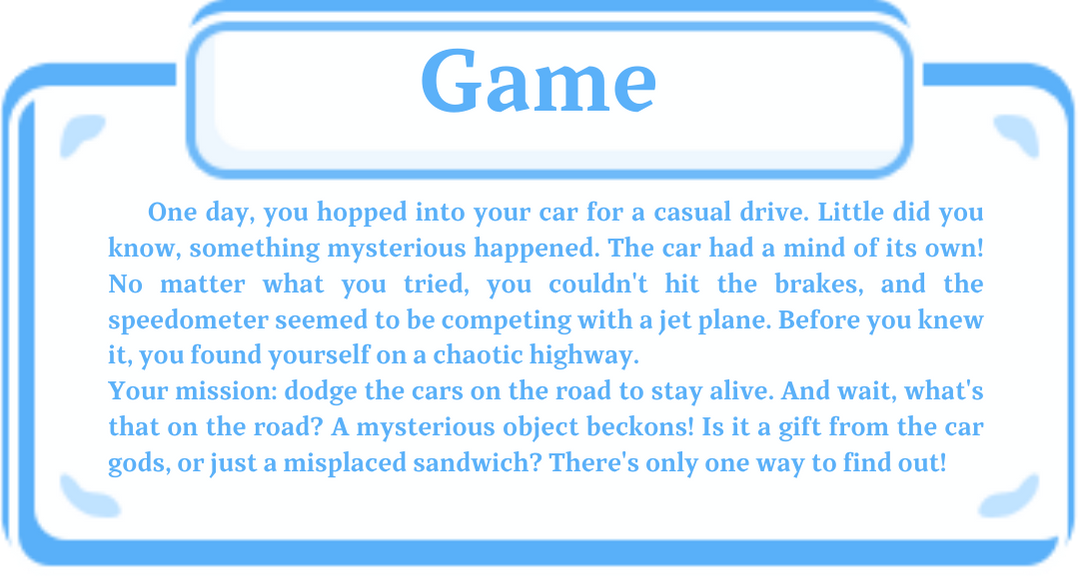 Game
One day, you hopped into your car for a casual drive. Little did you
know, something mysterious happened. The car had a mind of its own!
No matter what you tried, you couldn't hit the brakes, and the
speedometer seemed to be competing with a jet plane. Before you knew
it, you found yourself on a chaotic highway.
Your mission: dodge the cars on the road to stay alive. And wait, what's
that on the road? A mysterious object beckons! Is it a gift from the car
gods, or just a misplaced sandwich? There's only one way to find out!